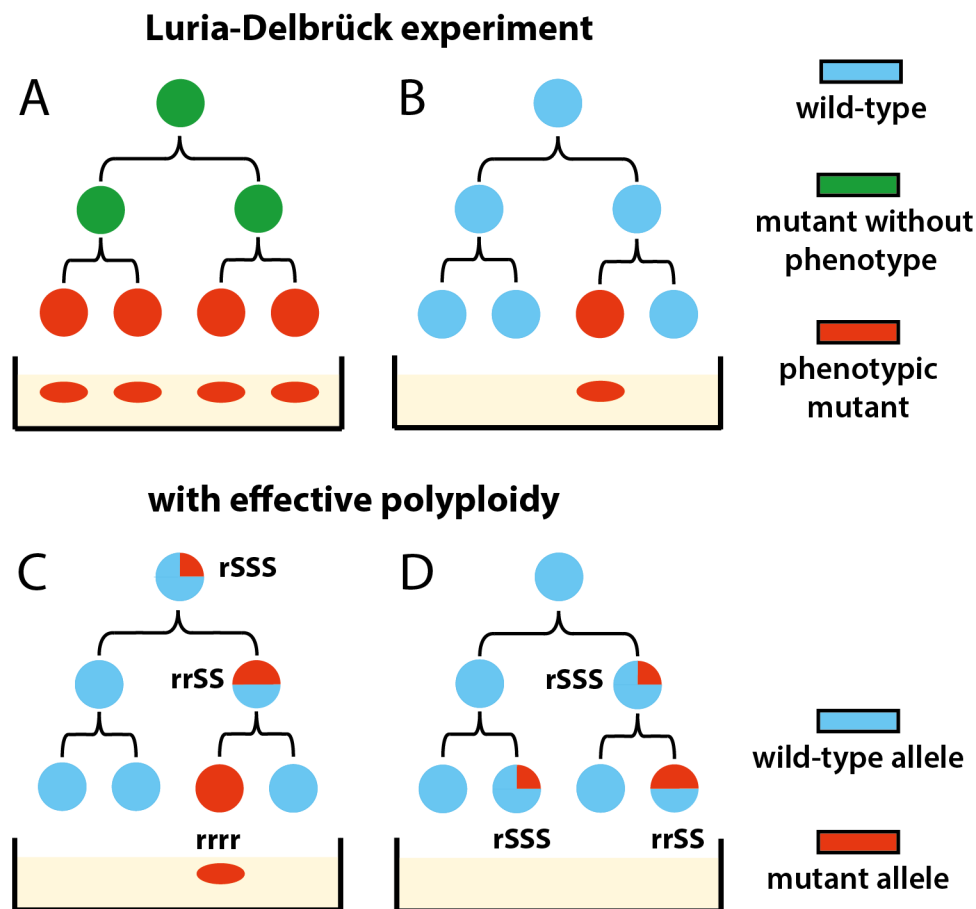 Luria-Delbrück experiment
A
B
wild-type
mutant without
phenotype
phenotypic
mutant
with effective polyploidy
C
rSSS
D
rrSS
rSSS
wild-type allele
rrrr
rSSS
rrSS
mutant allele